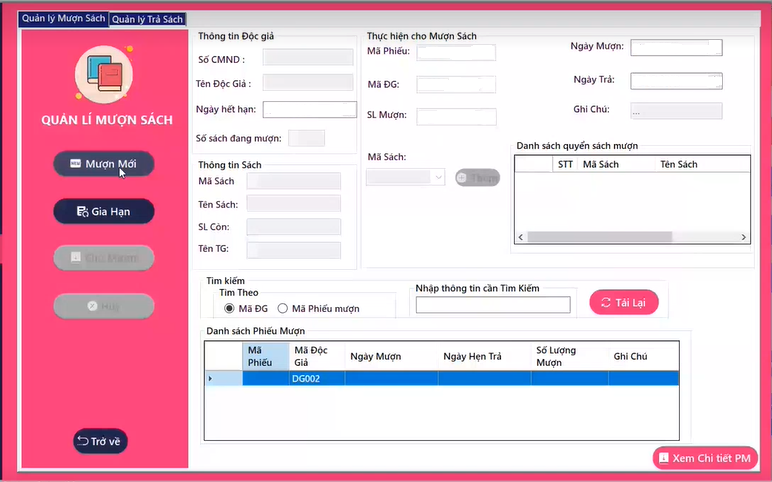 Quản lý Mượn Sách
Quản lý Trả Sách
QUẢN LÍ MƯỢN SÁCH
NEW Mượn Mới
Gia Hạn
Hủy
Trở về
Thông tin Độc giả
Số CMND :
Tên Độc Giả :
Ngày hết hạn:
Số sách đang mượn:
Thông tin Sách
Mã Sách
Tên Sách:
SL Còn:
Tên TG:
Thực hiện cho Mượn Sách
Mã Phiếu:
Mã ĐG:
SL Mượn:
Mã Sách:
Thêm
Ngày Mượn:
Ngày Trả:
Ghi Chú:
...
Danh sách quyển sách mượn
STT Mã Sách Tên Sách
Tìm kiếm
Tìm Theo
Mã ĐG
Mã Phiếu mượn
Nhập thông tin cần Tìm Kiếm
Tải Lại
Danh sách Phiếu Mượn
Mã Phiếu Mã Độc Giả Ngày Mượn Ngày Hẹn Trả Số Lượng Mượn Ghi Chú
DG002
Xem Chi tiết PM